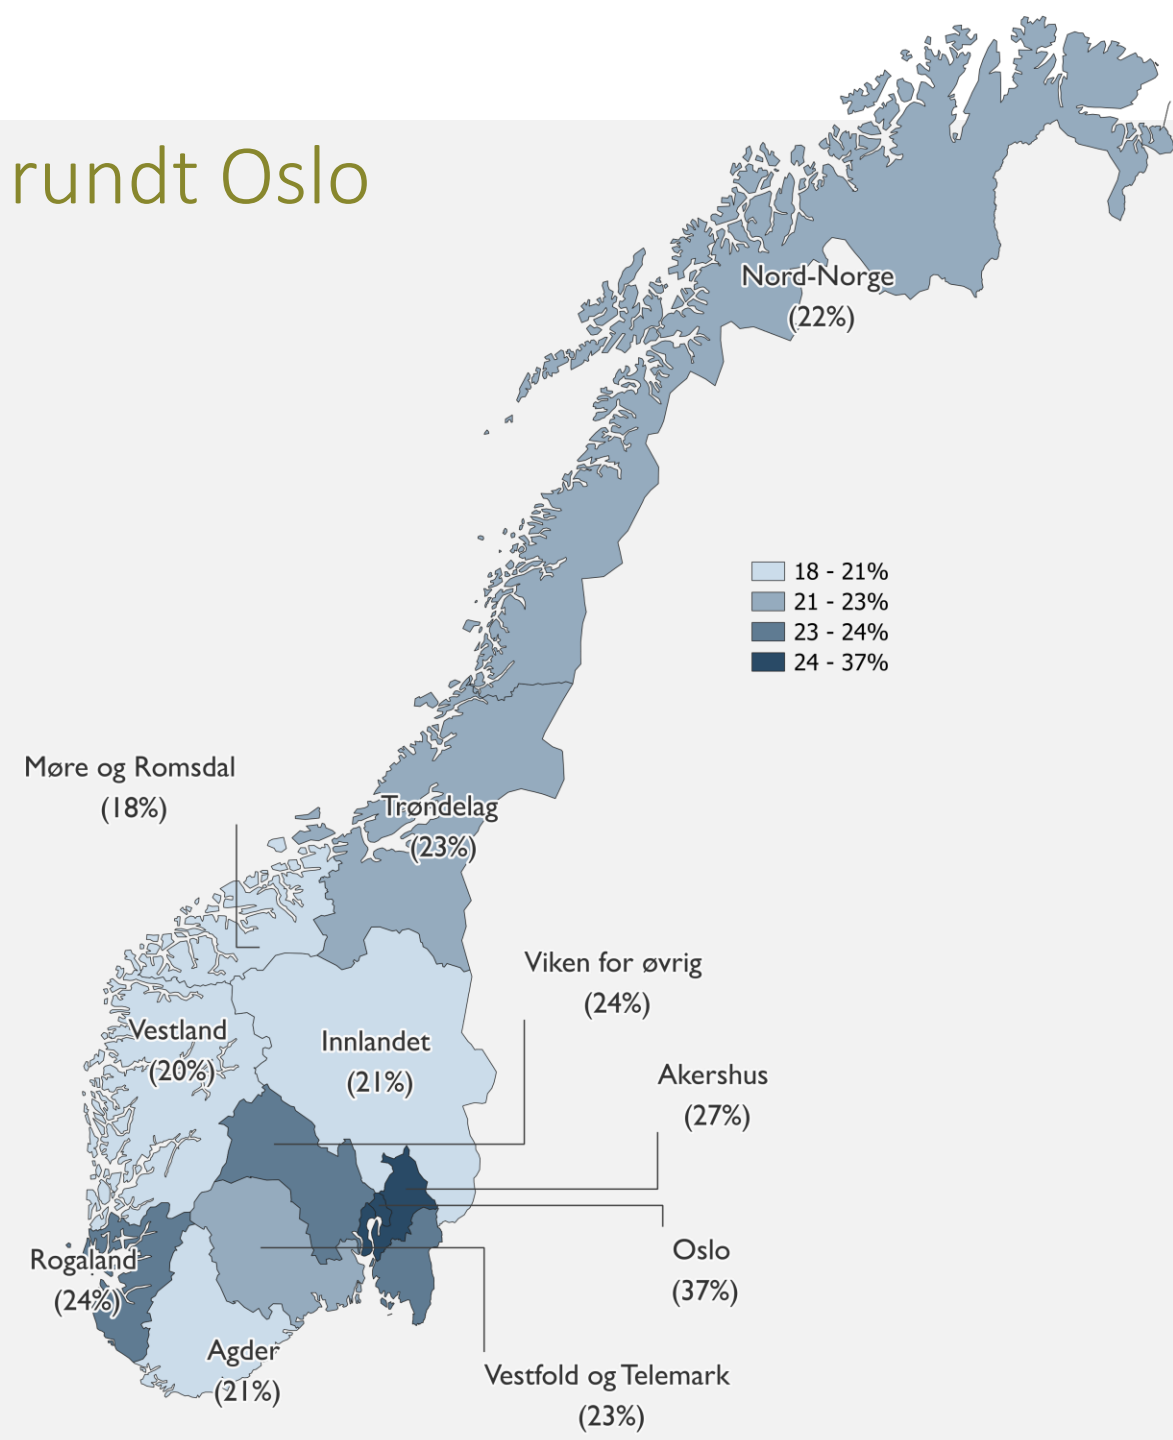 rundt Oslo
Nord-Norge
(22%)
18 - 21%
21 - 23%
23 - 24%
24 - 37%
Møre og Romsdal
(18%)
Trøndelag
(23%)
Viken for øvrig
(24%)
Vestland
(20%)
Innlandet
(21%)
Akershus
(27%)
Rogaland
(24%)
Oslo
(37%)
Agder
(21%)
Vestfold og Telemark
(23%)